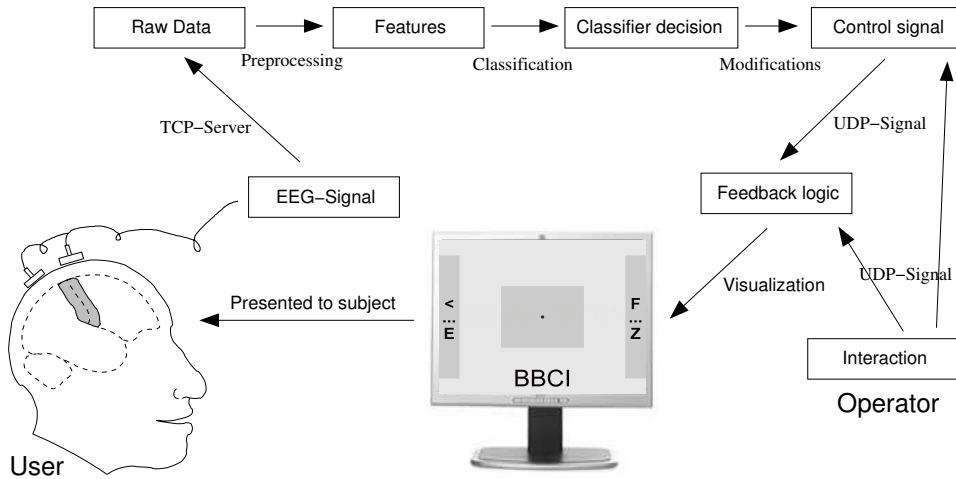 Raw Data
Features
Classifier decision
Control signal
Preprocessing
Classification
Modifications
TCP−Server
UDP−Signal
EEG−Signal
Feedback logic
UDP−Signal
Visualization
Presented to subject
<
...
E
F
...
Z
BBCI
Interaction
Operator
User